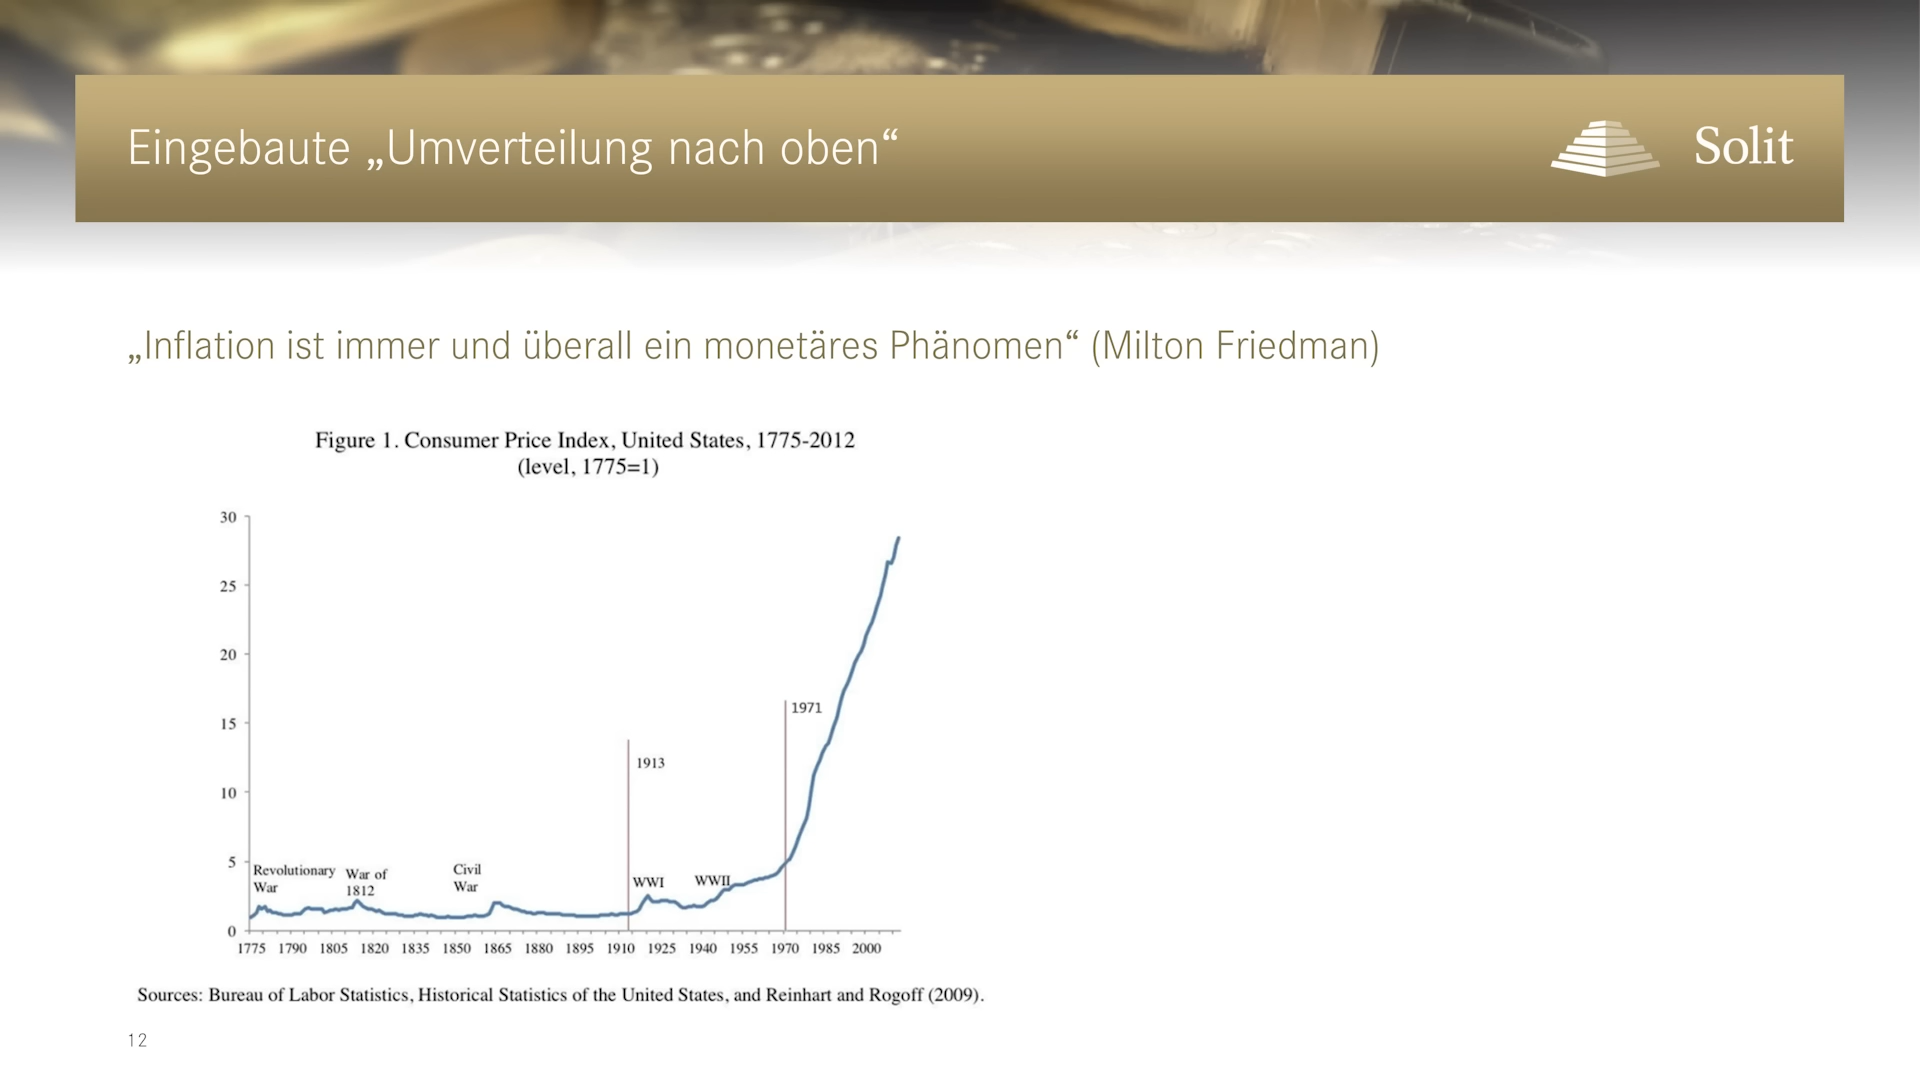 Eingebaute „Umverteilung nach oben“
Solit
„Inflation ist immer und überall ein monetäres Phänomen“ (Milton Friedman)
Figure 1. Consumer Price Index, United States, 1775-2012
(level, 1775=1)
30
25
20
15
10
5
0
1971
1913
Revolutionary
War
War of
1812
Civil
War
WWI
WWII
1775 1790 1805 1820 1835 1850 1865 1880 1895 1910 1925 1940 1955 1970 1985 2000
Sources: Bureau of Labor Statistics, Historical Statistics of the United States, and Reinhart and Rogoff (2009).
12